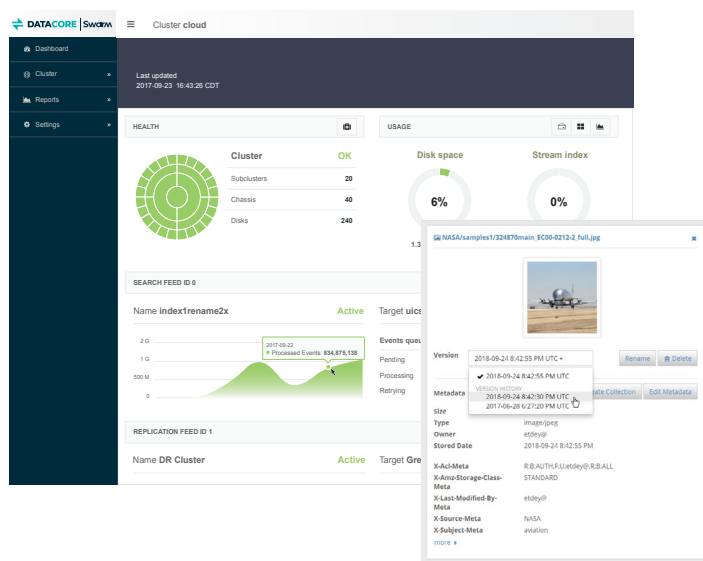 DATACORE Swarm
Cluster cloud
Dashboard
Cluster
Reports
Settings
Last updated
2017-09-23 16:43:26 CDT
HEALTH
Cluster OK
Subclusters 20
Chassis 40
Disks 240
USAGE
Disk space Stream index
6% 0%
1.3
SEARCH FEED ID 0
Name index1rename2x Active Target uics
2 G
1 G
500 M
0
2017-09-22
Processed Events: 834,875,138
Events queu
Pending
Processing
Retrying
REPLICATION FEED ID 1
Name DR Cluster Active Target Gre
NASA/samples1/324870main_EC00-0212-2_full.jpg
Version 2018-09-24 8:42:55 PM UTC
Rename Delete
2018-09-24 8:42:55 PM UTC
VERSION HISTORY
2018-09-24 8:42:30 PM UTC
2017-06-28 6:27:20 PM UTC
Metadata eate Collection Edit Metadata
Size
Type image/jpeg
Owner etdey@
Stored Date 2018-09-24 8:42:55 PM
X-Acl-Meta R:B:AUTH,F:U:etdey@,R:B:ALL
X-Amz-Storage-Class- STANDARD
Meta
X-Last-Modified-By- etdey@
Meta
X-Source-Meta NASA
X-Subject-Meta aviation
more